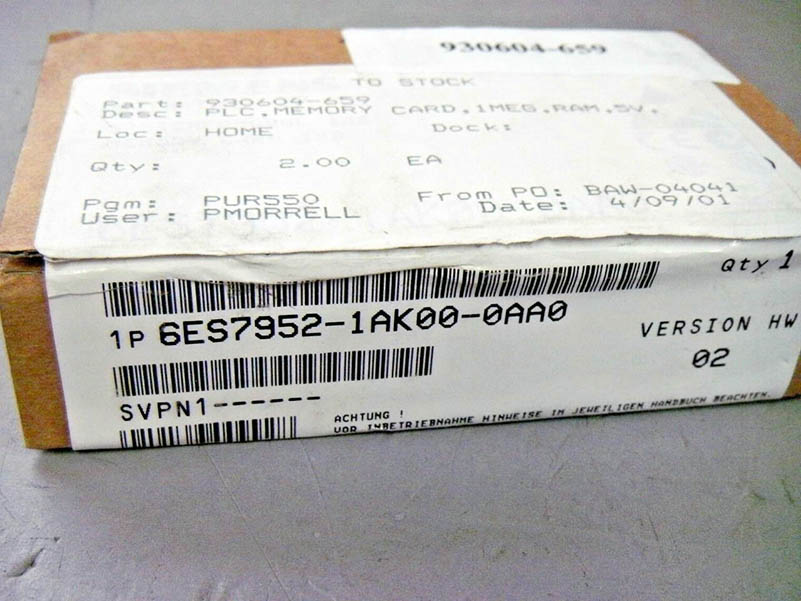 930604-659
TO STOCK
Part: 930604-659
Desc: PLC,MEMORY CARD,1MEG,RAM,5V,
Loc: HOME Dock:
Qty: 2.00 EA
Pgm: PUR550 From PO: BAW-04041
User: PMORRELL Date: 4/09/01
Qty 1
1P 6ES7952-1AK00-0AA0
VERSION HW
02
SVPN1------
ACHTUNG !
VOR INBETRIEBNAHME HINWEISE IM JEWEILIGEN HANDBUCH BEACHTEN.